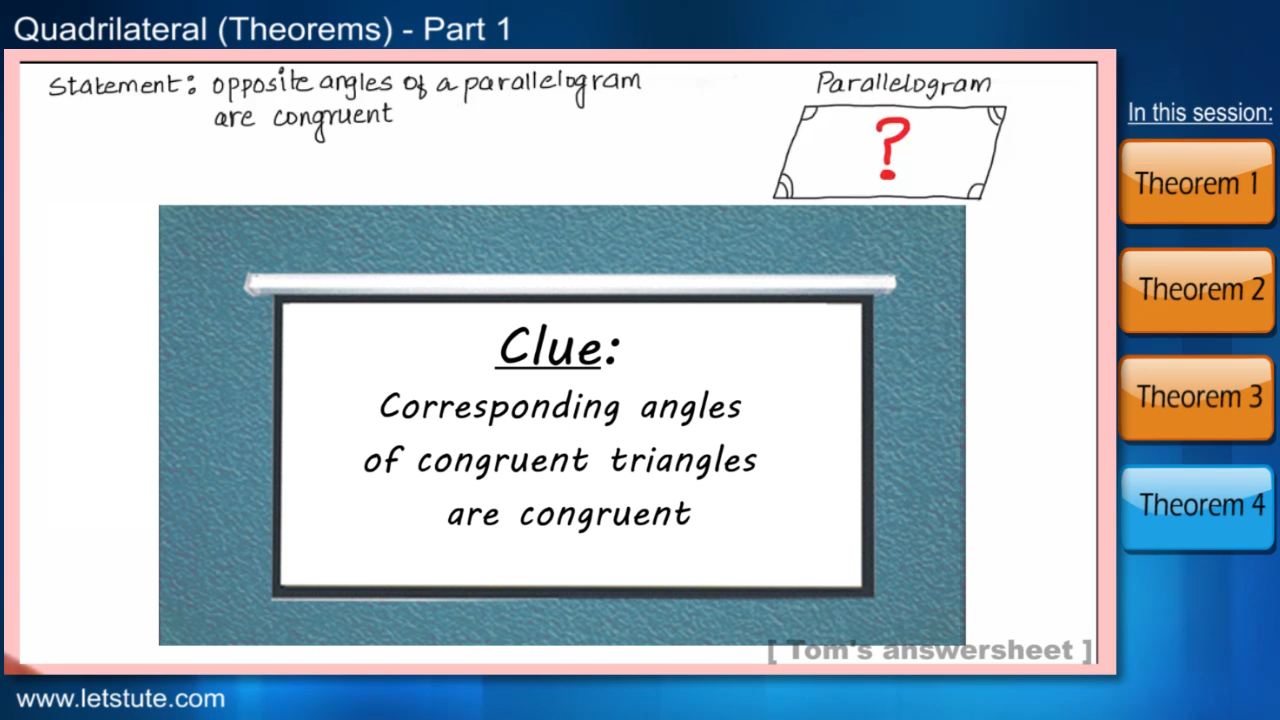 Quadrilateral (Theorems) - Part 1
Statement: opposite angles of a parallelogram
are congruent
Parallelogram
?
In this session:
Theorem 1
Theorem 2
Theorem 3
Theorem 4
Clue:
Corresponding angles
of congruent triangles
are congruent
[ Tom's answersheet ]
www.letstute.com